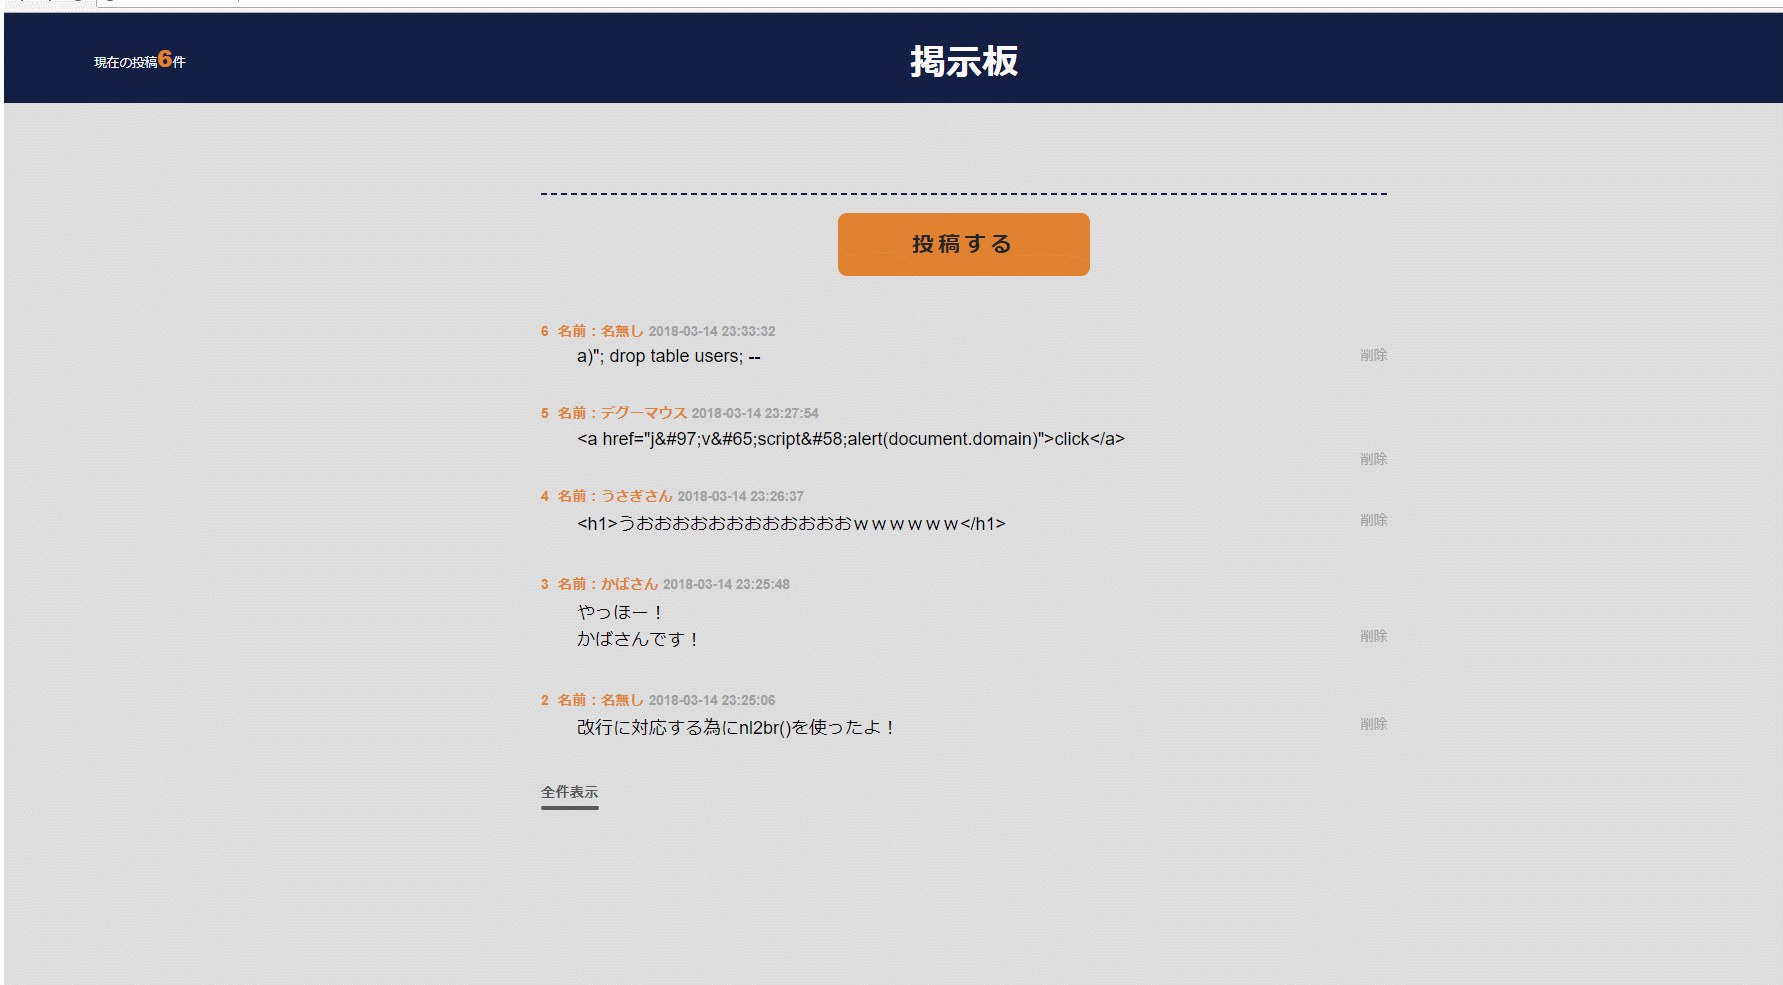 現在の投稿6件
掲示板
投稿する
6 名前：名無し 2018-03-14 23:33:32
a)"; drop table users; --
削除
5 名前：デグーマウス 2018-03-14 23:27:54
<a href="j&#97;v&#65;script&#58;alert(document.domain)">click</a>
削除
4 名前：うさぎさん 2018-03-14 23:26:37
<h1>うおおおおおおおおおおおおｗｗｗｗｗｗ</h1>
削除
3 名前：かばさん 2018-03-14 23:25:48
やっほー！
かばさんです！
削除
2 名前：名無し 2018-03-14 23:25:06
改行に対応する為にnl2br()を使ったよ！
削除
全件表示